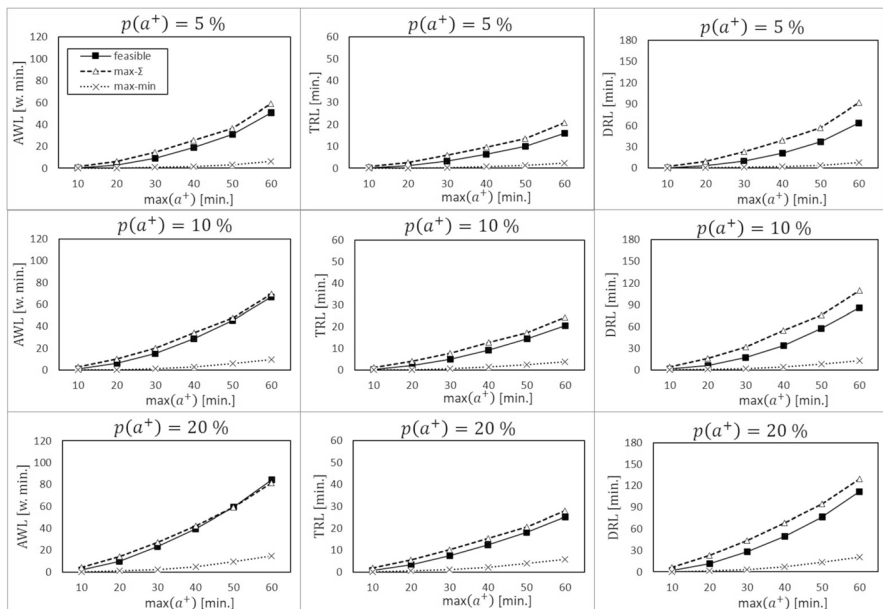 p(a⁺) = 5 %
AWL [w. min.]
120
100
80
60
40
20
0
feasible
max-Σ
max-min
10 20 30 40 50 60
max(a⁺) [min.]
p(a⁺) = 5 %
TRL [min.]
60
50
40
30
20
10
0
10 20 30 40 50 60
max(a⁺) [min.]
p(a⁺) = 5 %
DRL [min.]
180
150
120
90
60
30
0
10 20 30 40 50 60
max(a⁺) [min.]
p(a⁺) = 10 %
AWL [w. min.]
120
100
80
60
40
20
0
10 20 30 40 50 60
max(a⁺) [min.]
p(a⁺) = 10 %
TRL [min.]
60
50
40
30
20
10
0
10 20 30 40 50 60
max(a⁺) [min.]
p(a⁺) = 10 %
DRL [min.]
180
150
120
90
60
30
0
10 20 30 40 50 60
max(a⁺) [min.]
p(a⁺) = 20 %
AWL [w. min.]
120
100
80
60
40
20
0
10 20 30 40 50 60
max(a⁺) [min.]
p(a⁺) = 20 %
TRL [min.]
60
50
40
30
20
10
0
10 20 30 40 50 60
max(a⁺) [min.]
p(a⁺) = 20 %
DRL [min.]
180
150
120
90
60
30
0
10 20 30 40 50 60
max(a⁺) [min.]